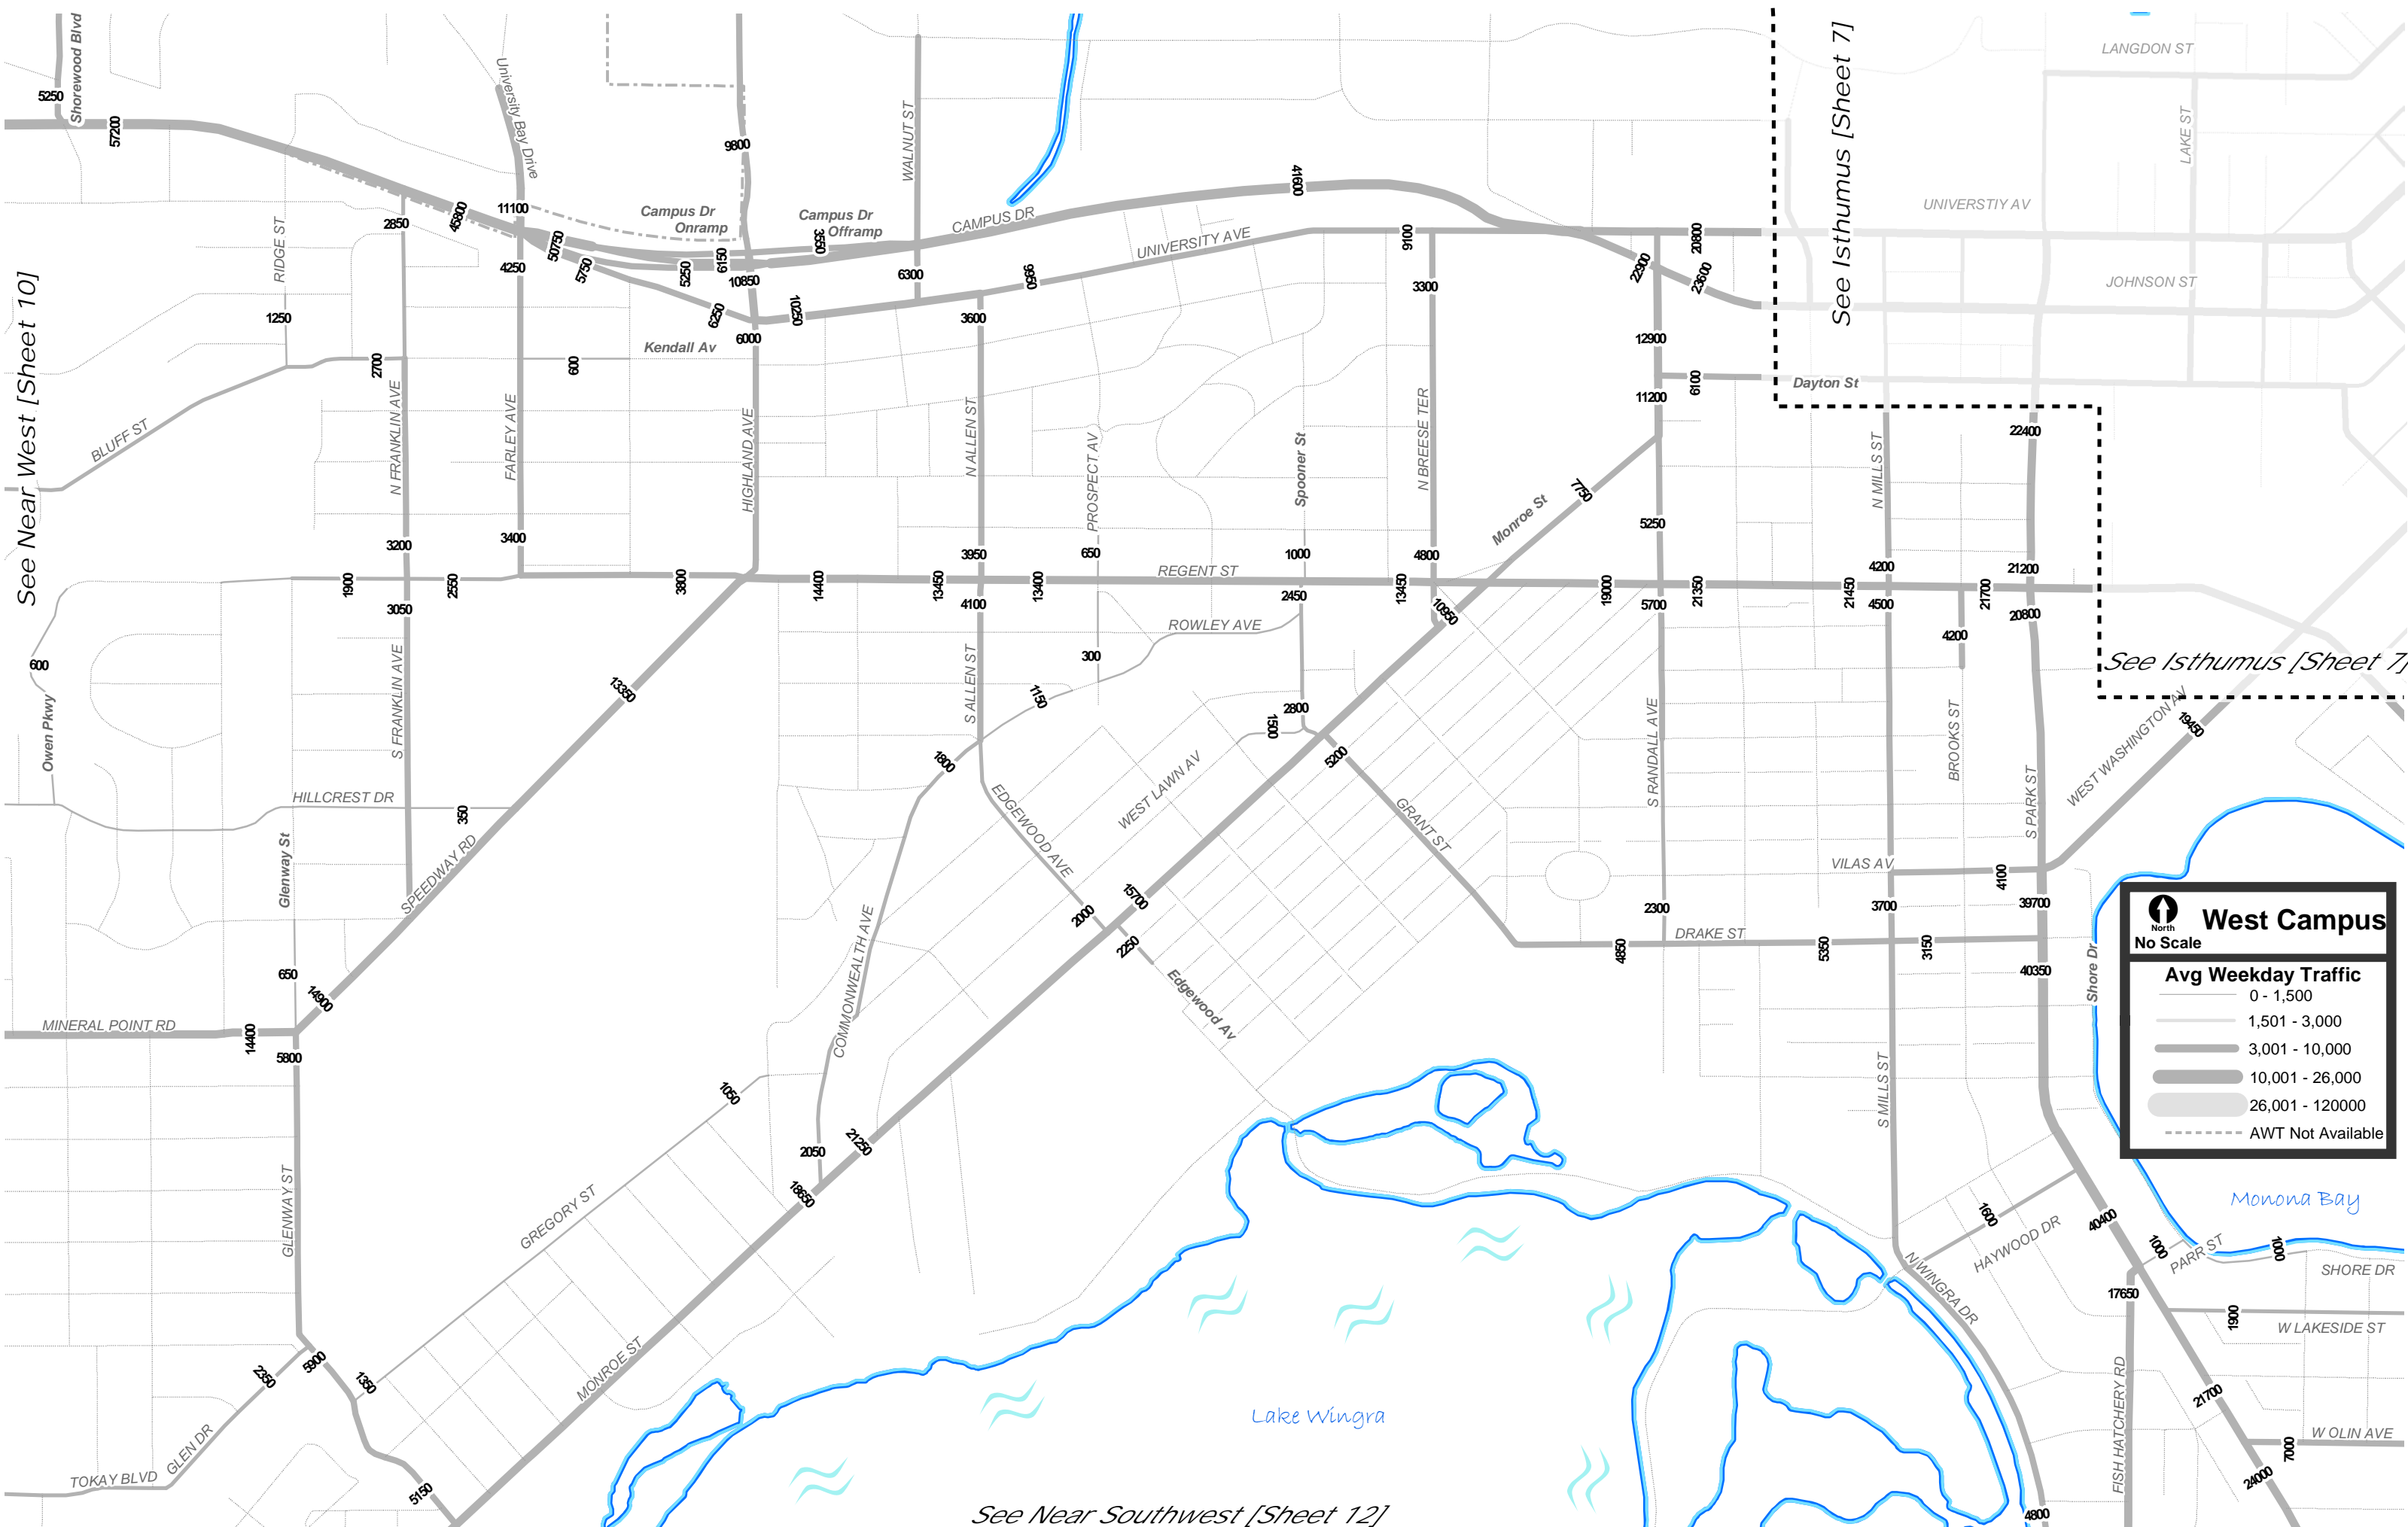 Shorewood Blvd
5250
57200
University Bay Drive
9800
WALNUT ST
See Isthumus [Sheet 7]
LANGDON ST
LAKE ST
UNIVERSTIY AV
JOHNSON ST
2850
45800
11100
Campus Dr
Onramp
Campus Dr
Offramp
3550
CAMPUS DR
41600
UNIVERSITY AVE
9100
20800
RIDGE ST
4250
50750
5750
5250
6150
10850
6300
9650
3300
22900
23600
See Near West [Sheet 10]
1250
6250
10250
6000
3600
12900
2700
600
Kendall Av
6100
Dayton St
11200
BLUFF ST
N FRANKLIN AVE
FARLEY AVE
HIGHLAND AVE
N ALLEN ST
PROSPECT AV
Spooner St
N BREESE TER
N MILLS ST
22400
Monroe St
7750
5250
3200
3400
3950
650
1000
4800
4200
21200
1900
2550
3800
14400
13450
13400
REGENT ST
13450
19000
21350
21450
21700
3050
4100
2450
10950
5700
4500
20800
ROWLEY AVE
4200
600
300
See Isthumus [Sheet 7]
Owen Pkwy
S FRANKLIN AVE
13350
S ALLEN ST
1150
2800
1500
S RANDALL AVE
BROOKS ST
WEST WASHINGTON AV
19450
1800
WEST LAWN AV
5200
HILLCREST DR
350
EDGEWOOD AVE
GRANT ST
S PARK ST
Glenway St
SPEEDWAY RD
VILAS AV
4100
15700
2000
2250
COMMONWEALTH AVE
2300
3700
39700
DRAKE ST
4850
5350
3150
40350
Shore Dr
North
No Scale
West Campus
Avg Weekday Traffic
0 - 1,500
1,501 - 3,000
3,001 - 10,000
10,001 - 26,000
26,001 - 120000
AWT Not Available
650
14900
Edgewood Av
MINERAL POINT RD
14400
5800
1050
S MILLS ST
2050
21250
18650
GLENWAY ST
GREGORY ST
Monona Bay
1600
HAYWOOD DR
40400
1000
PARR ST
1000
SHORE DR
N WINGRA DR
17650
1900
W LAKESIDE ST
5900
2350
1350
MONROE ST
FISH HATCHERY RD
21700
Lake Wingra
GLEN DR
W OLIN AVE
7000
TOKAY BLVD
5150
24000
4800
See Near Southwest [Sheet 12]